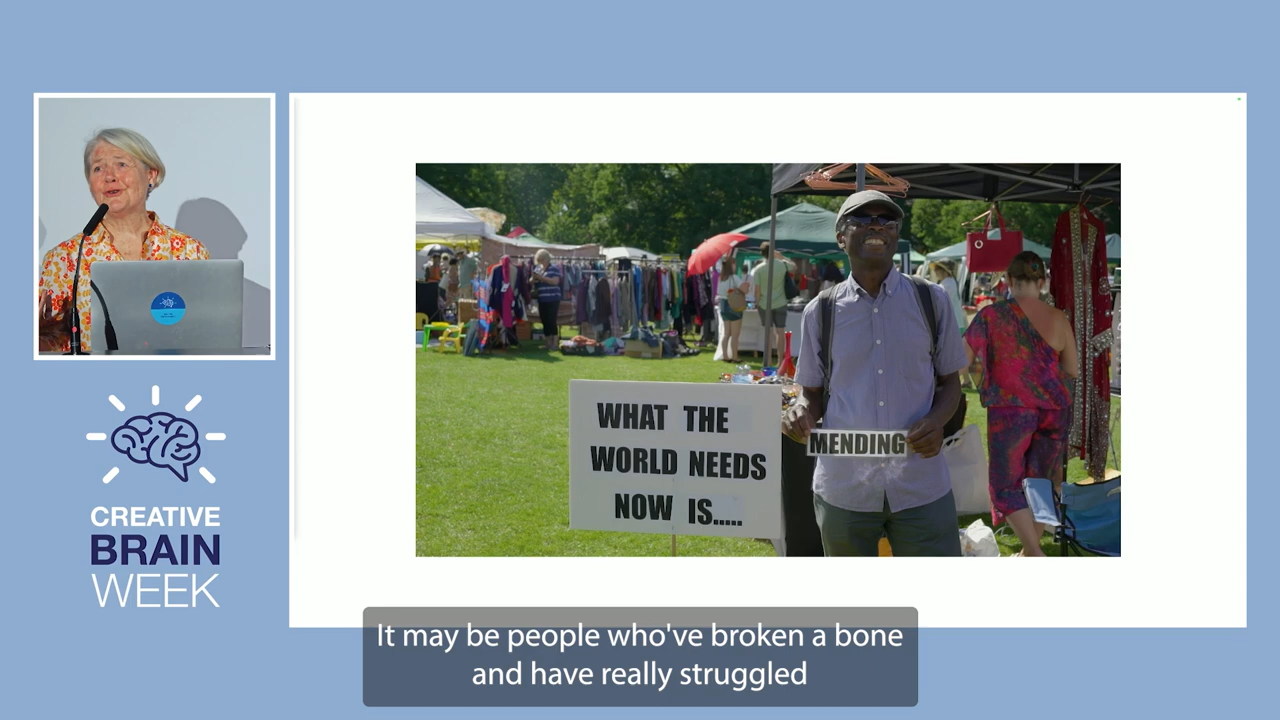 CREATIVE
BRAIN
WEEK
WHAT THE
WORLD NEEDS
NOW IS.....
MENDING
It may be people who've broken a bone
and have really struggled